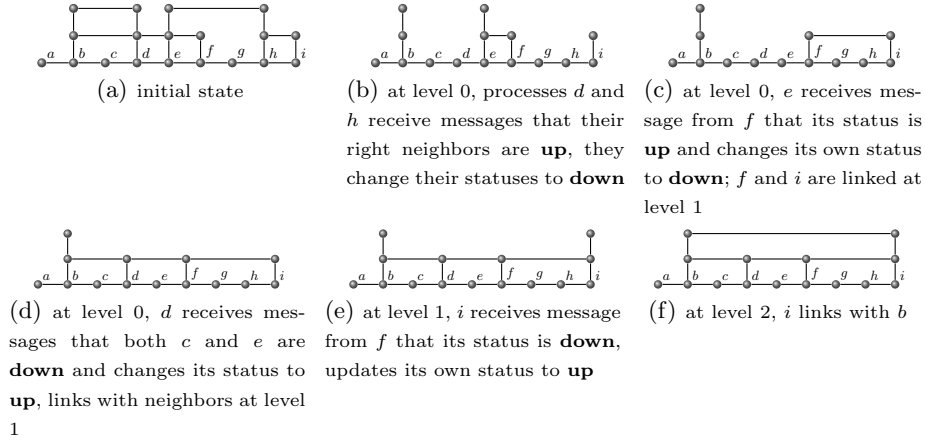 a b c d e f g h i
a b c d e f g h i
a b c d e f g h i
(a) initial state
(b) at level 0, processes d and
h receive messages that their
right neighbors are up, they
change their statuses to down
(c) at level 0, e receives mes-
sage from f that its status is
up and changes its own status
to down; f and i are linked at
level 1
a b c d e f g h i
a b c d e f g h i
a b c d e f g h i
(d) at level 0, d receives mes-
sages that both c and e are
down and changes its status to
up, links with neighbors at level
1
(e) at level 1, i receives message
from f that its status is down,
updates its own status to up
(f) at level 2, i links with b